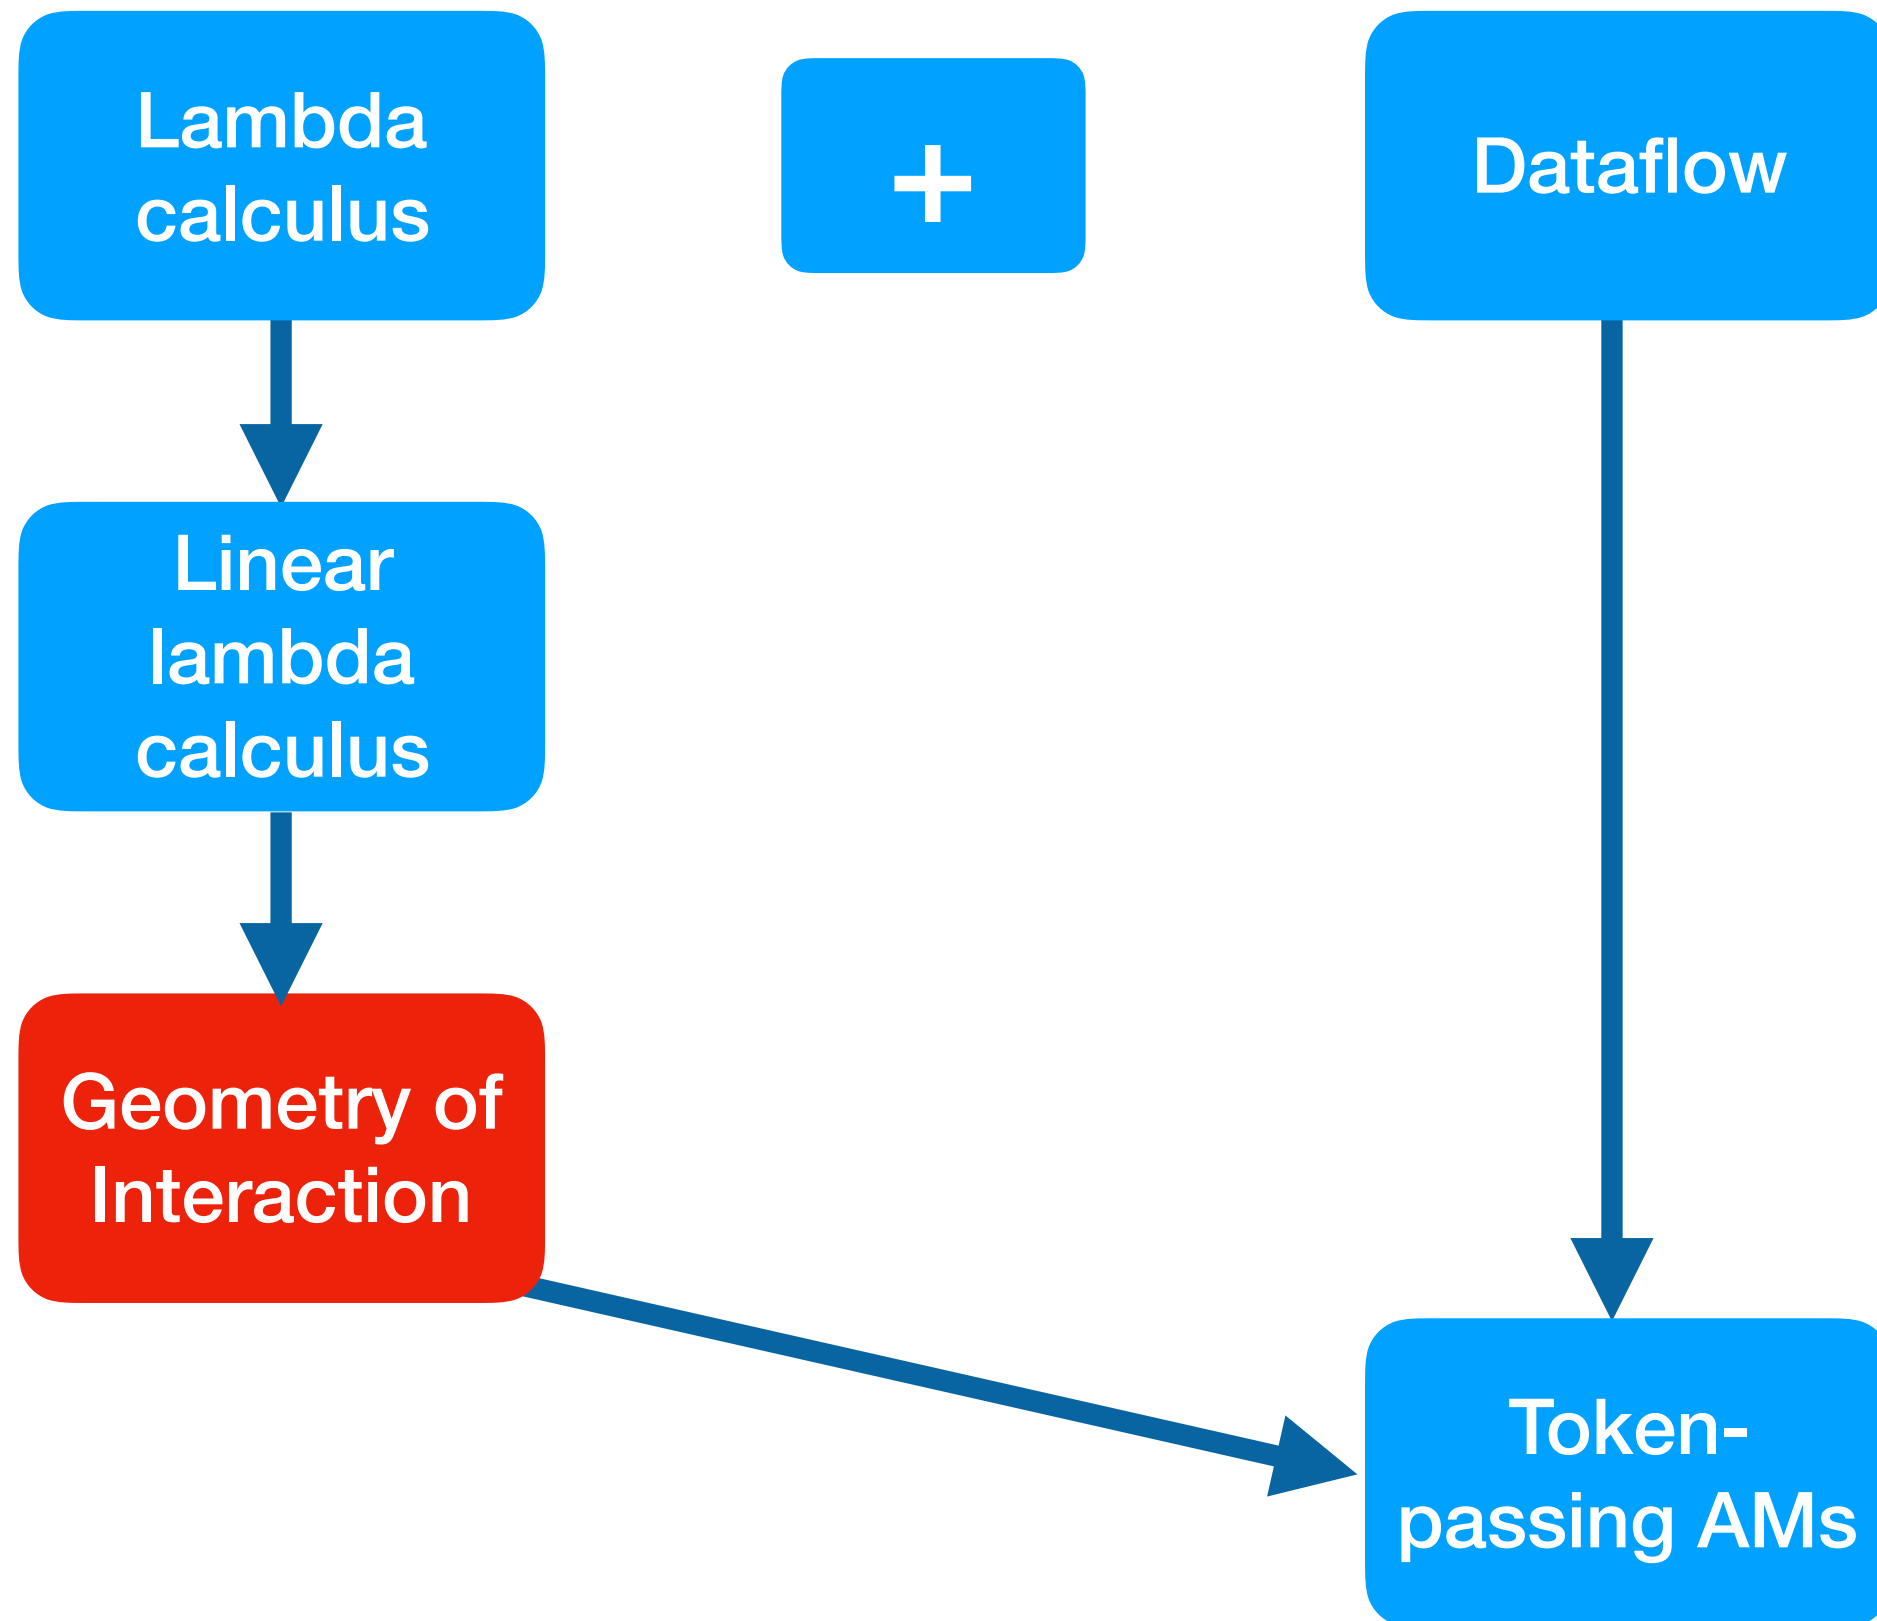 Lambda
calculus
+
Dataflow
Linear
lambda
calculus
Geometry of
Interaction
Token-
passing AMs